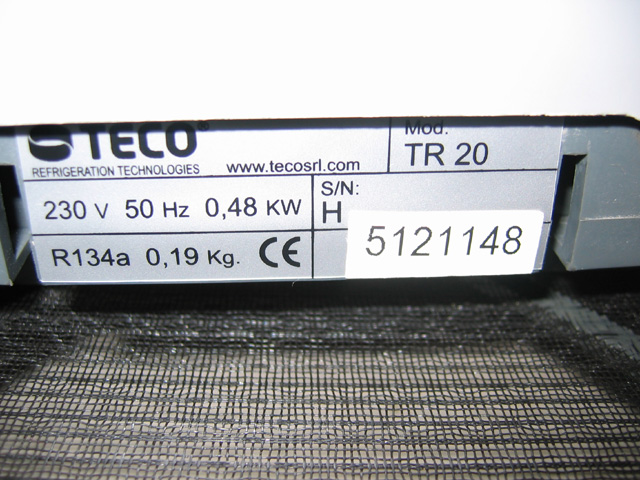 TECO®
REFRIGERATION TECHNOLOGIES
www.tecosrl.com
Mod.
TR 20
230 V 50 Hz 0,48 KW
S/N:
H
5121148
R134a 0,19 Kg. CE